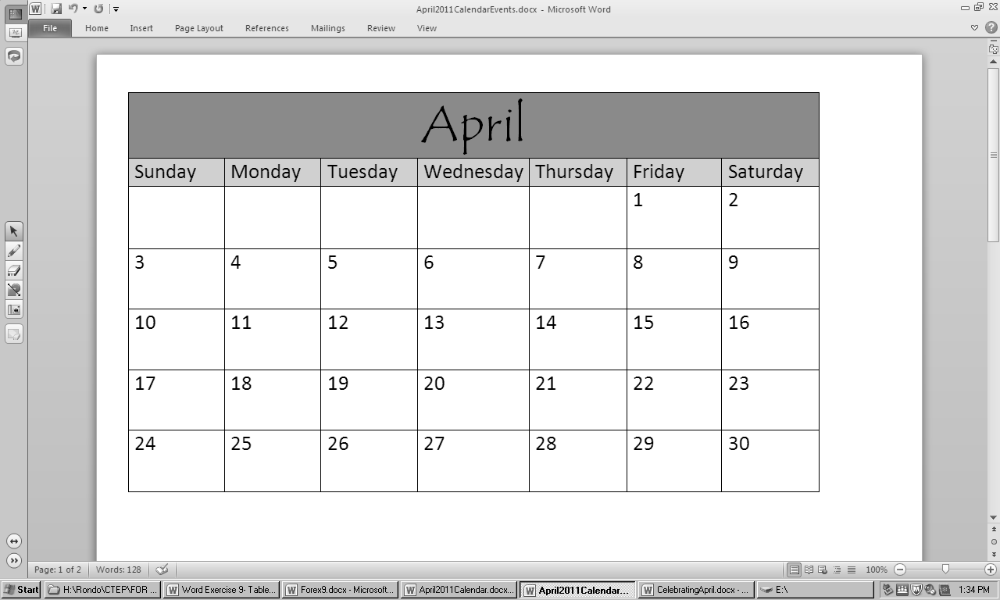 April2011CalendarEvents.docx - Microsoft Word
File Home Insert Page Layout References Mailings Review View
April
Sunday Monday Tuesday Wednesday Thursday Friday Saturday
1 2
3 4 5 6 7 8 9
10 11 12 13 14 15 16
17 18 19 20 21 22 23
24 25 26 27 28 29 30
Page: 1 of 2 Words: 128 100%
Start H:\Rondo\CTEP\FOR ... Word Exercise 9- Table... Forex9.docx - Microsoft... April2011Calendar.docx... April2011Calendar... CelebratingApril.docx - ... E:\ 1:34 PM